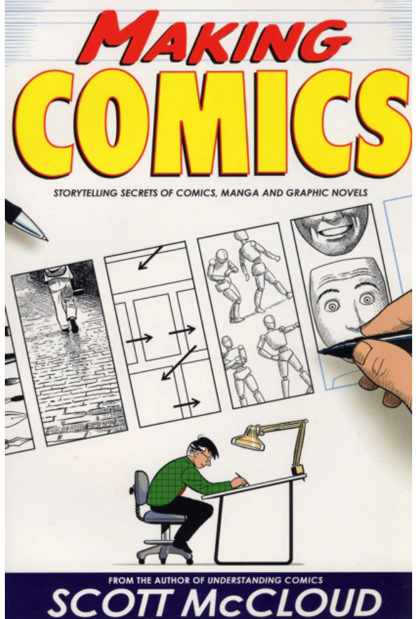 MAKING
COMICS
STORYTELLING SECRETS OF COMICS, MANGA AND GRAPHIC NOVELS
FROM THE AUTHOR OF UNDERSTANDING COMICS
SCOTT McCLOUD